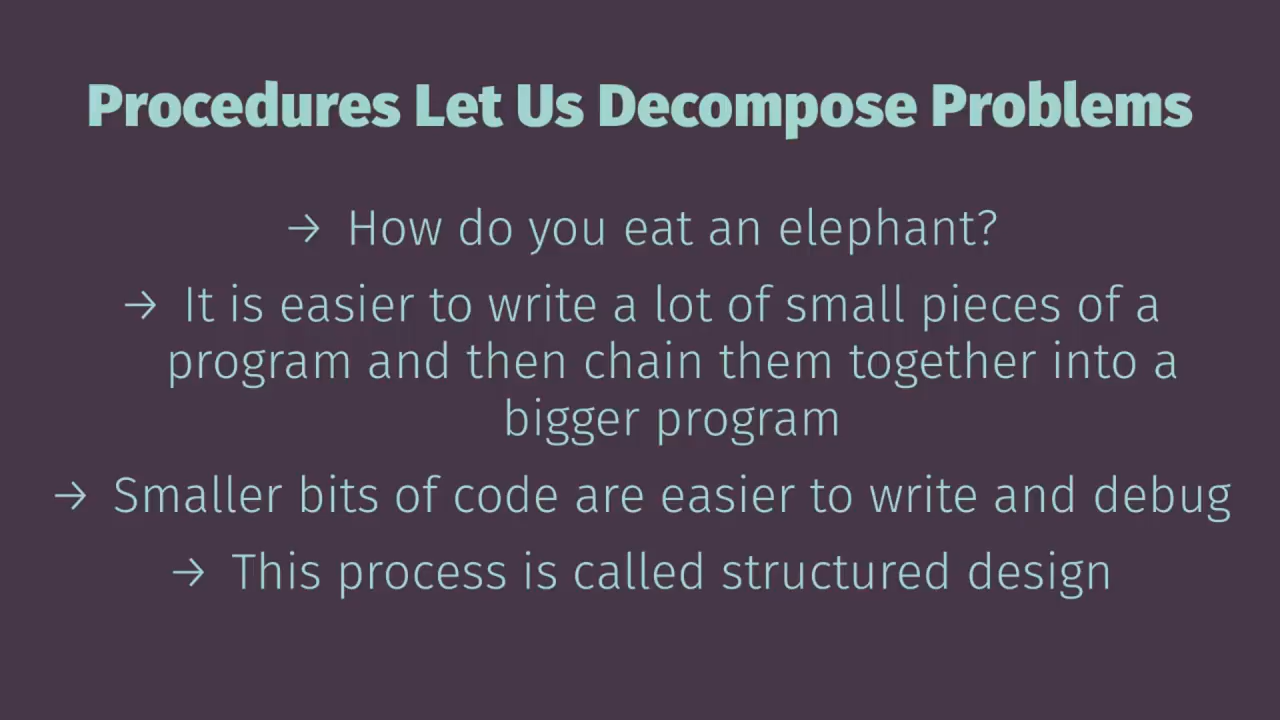 Procedures Let Us Decompose Problems
→ How do you eat an elephant?
→ It is easier to write a lot of small pieces of a
program and then chain them together into a
bigger program
→ Smaller bits of code are easier to write and debug
→ This process is called structured design